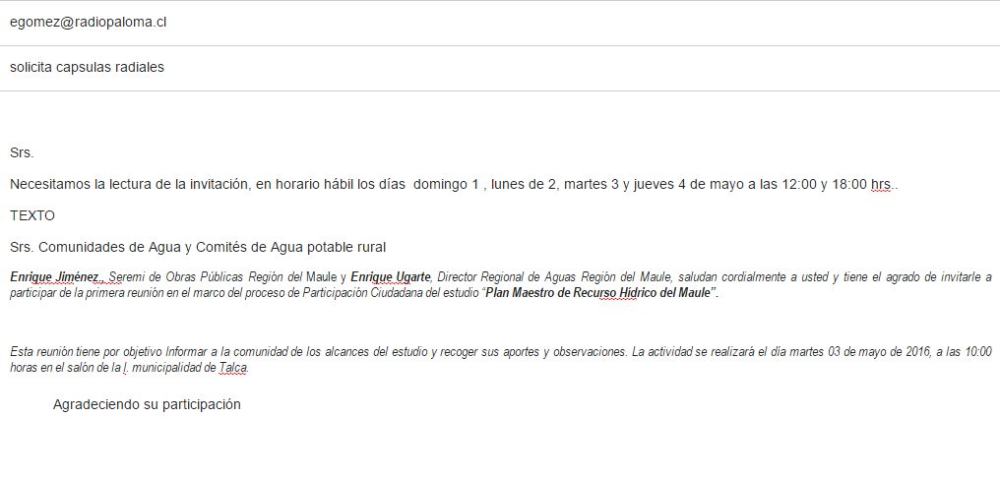 egomez@radiopaloma.cl
solicita capsulas radiales
Srs.
Necesitamos la lectura de la invitación, en horario hábil los días  domingo 1 , lunes de 2, martes 3 y jueves 4 de mayo a las 12:00 y 18:00 hrs..
TEXTO
Srs. Comunidades de Agua y Comités de Agua potable rural
Enrique Jiménez., Seremi de Obras Públicas Región del Maule y Enrique Ugarte, Director Regional de Aguas Región del Maule, saludan cordialmente a usted y tiene el agrado de invitarle a
participar de la primera reunión en el marco del proceso de Participación Ciudadana del estudio “Plan Maestro de Recurso Hídrico del Maule”.
Esta reunión tiene por objetivo Informar a la comunidad de los alcances del estudio y recoger sus aportes y observaciones. La actividad se realizará el día martes 03 de mayo de 2016, a las 10:00
horas en el salón de la I. municipalidad de Talca.
Agradeciendo su participación